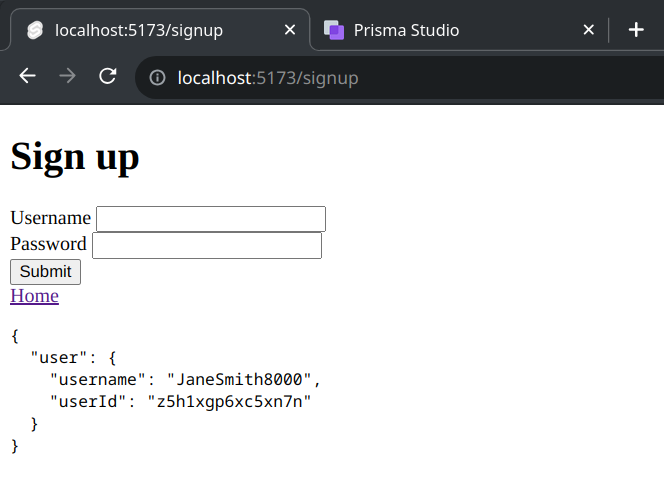 localhost:5173/signup
Prisma Studio
localhost:5173/signup
Sign up
Username
Password
Submit
Home
{
  "user": {
    "username": "JaneSmith8000",
    "userId": "z5h1xgp6xc5xn7n"
  }
}